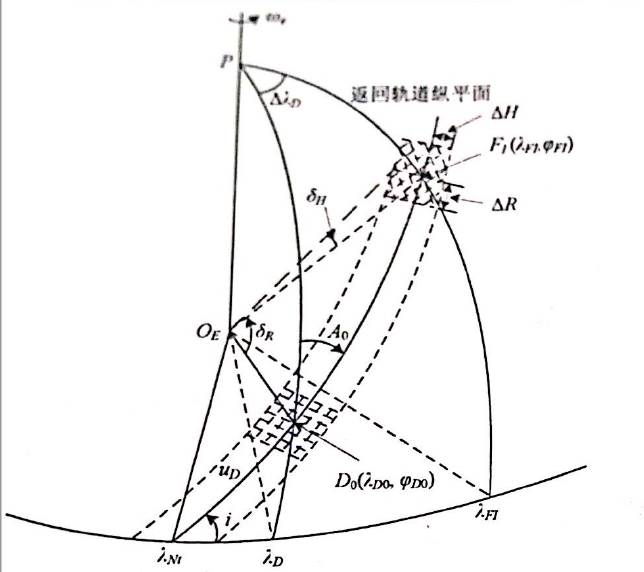 ω_e
P
Δλ_D
返回轨道纵平面
ΔH
F_I(λ_FI, φ_FI)
ΔR
δ_H
O_E
δ_R
A_0
u_D
D_0(λ_D0, φ_D0)
i
λ_Nt
λ_D
λ_FI